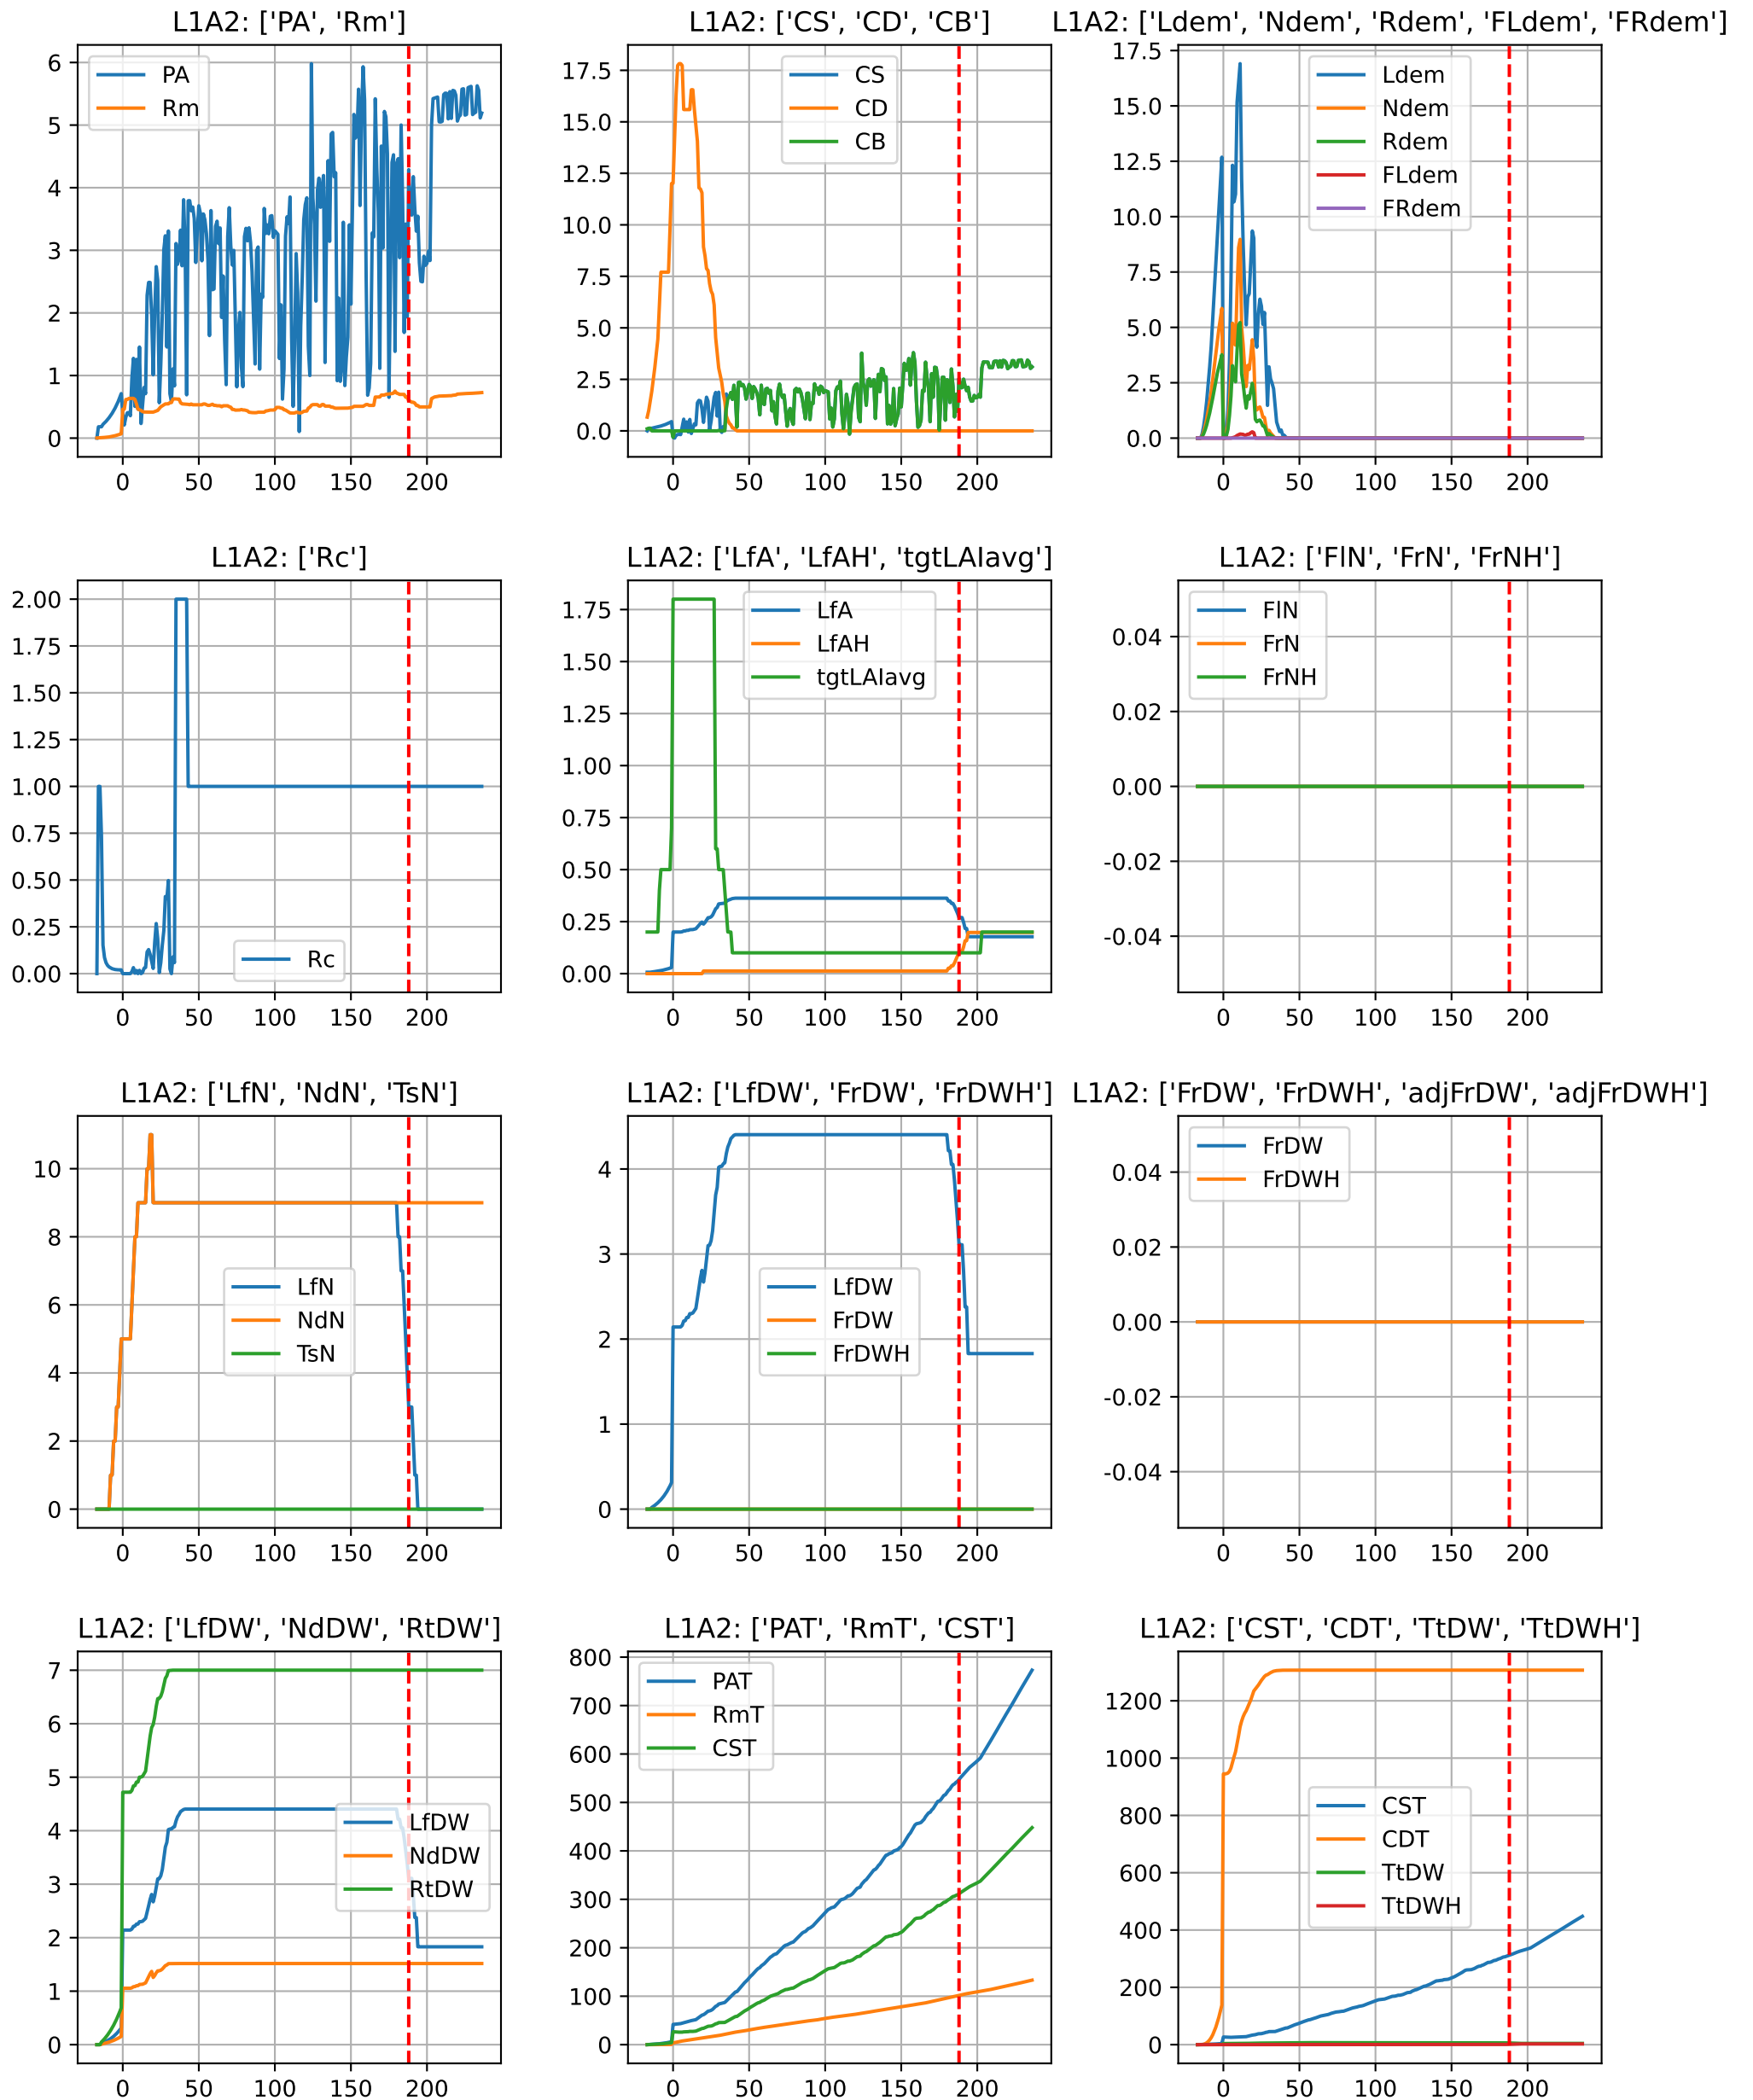 L1A2: ['PA', 'Rm']
PA
Rm
6
5
4
3
2
1
0
0 50 100 150 200
L1A2: ['CS', 'CD', 'CB']
CS
CD
CB
17.5
15.0
12.5
10.0
7.5
5.0
2.5
0.0
0 50 100 150 200
L1A2: ['Ldem', 'Ndem', 'Rdem', 'FLdem', 'FRdem']
Ldem
Ndem
Rdem
FLdem
FRdem
17.5
15.0
12.5
10.0
7.5
5.0
2.5
0.0
0 50 100 150 200
L1A2: ['Rc']
2.00
1.75
1.50
1.25
1.00
0.75
0.50
0.25
0.00
Rc
0 50 100 150 200
L1A2: ['LfA', 'LfAH', 'tgtLAIavg']
LfA
LfAH
tgtLAIavg
1.75
1.50
1.25
1.00
0.75
0.50
0.25
0.00
0 50 100 150 200
L1A2: ['FlN', 'FrN', 'FrNH']
FlN
FrN
FrNH
0.04
0.02
0.00
-0.02
-0.04
0 50 100 150 200
L1A2: ['LfN', 'NdN', 'TsN']
10
8
6
4
2
0
LfN
NdN
TsN
0 50 100 150 200
L1A2: ['LfDW', 'FrDW', 'FrDWH']
4
3
2
1
0
LfDW
FrDW
FrDWH
0 50 100 150 200
L1A2: ['FrDW', 'FrDWH', 'adjFrDW', 'adjFrDWH']
FrDW
FrDWH
0.04
0.02
0.00
-0.02
-0.04
0 50 100 150 200
L1A2: ['LfDW', 'NdDW', 'RtDW']
7
6
5
4
3
2
1
0
LfDW
NdDW
RtDW
0 50 100 150 200
L1A2: ['PAT', 'RmT', 'CST']
PAT
RmT
CST
800
700
600
500
400
300
200
100
0
0 50 100 150 200
L1A2: ['CST', 'CDT', 'TtDW', 'TtDWH']
1200
1000
800
600
400
200
0
CST
CDT
TtDW
TtDWH
0 50 100 150 200